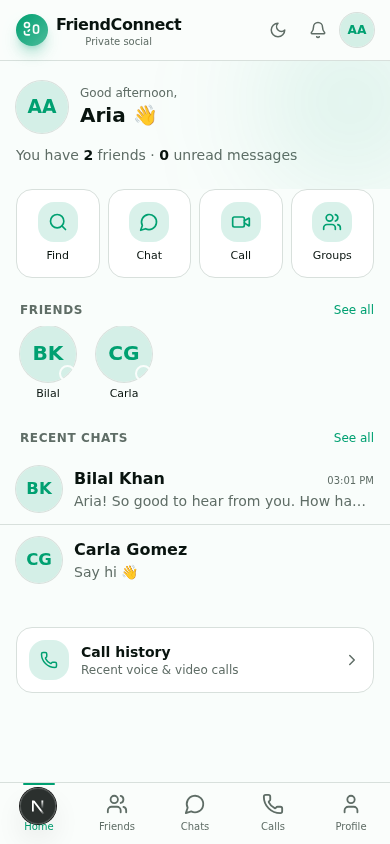 FriendConnect
Private social
AA
AA
Good afternoon,
Aria 👋
You have 2 friends · 0 unread messages
Find
Chat
Call
Groups
FRIENDS
See all
BK
CG
Bilal
Carla
RECENT CHATS
See all
BK
Bilal Khan
03:01 PM
Aria! So good to hear from you. How ha...
CG
Carla Gomez
Say hi 👋
Call history
Recent voice & video calls
N
Home
Friends
Chats
Calls
Profile